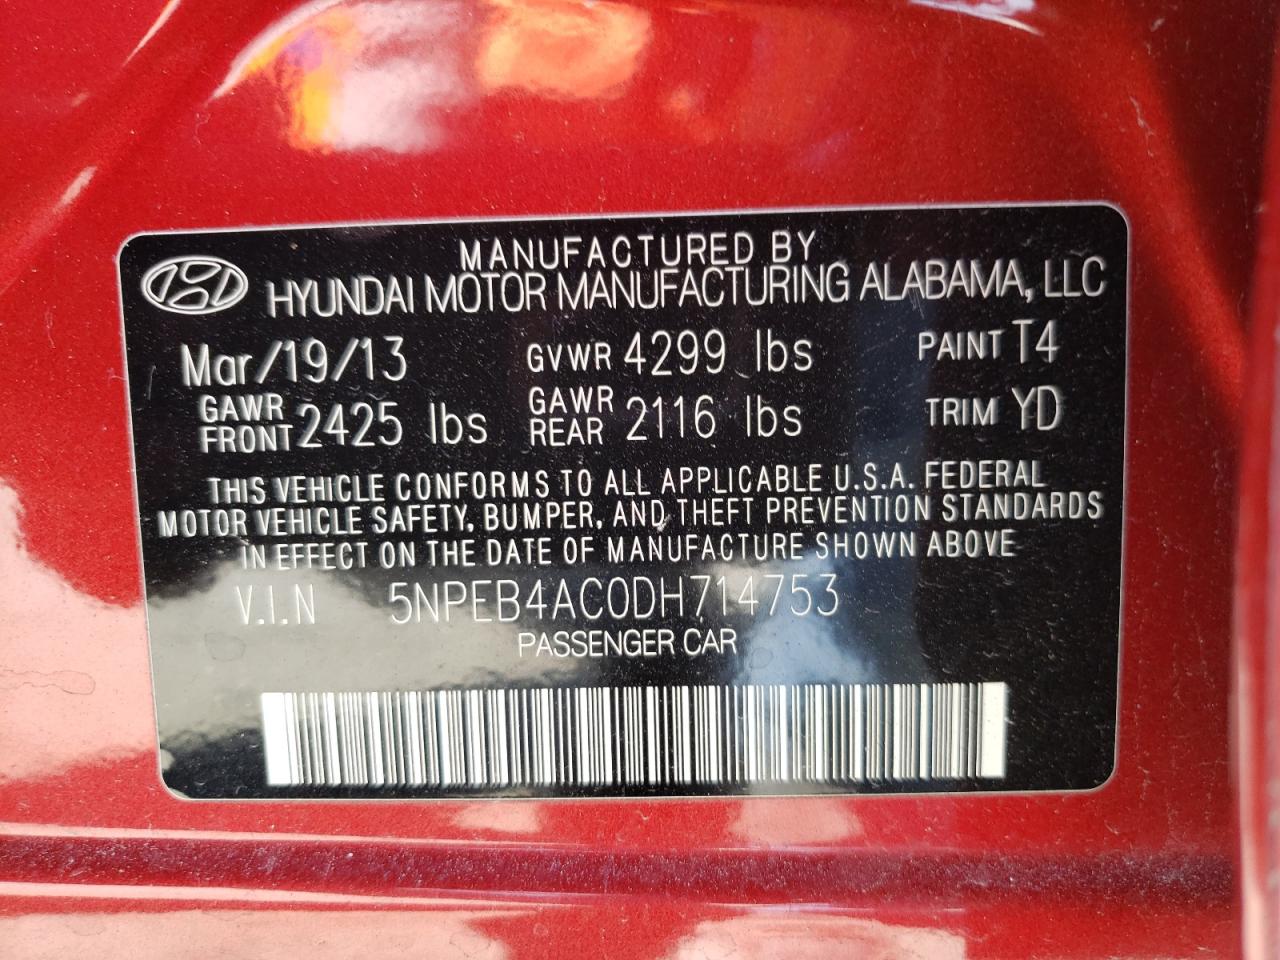 MANUFACTURED BY
HYUNDAI MOTOR MANUFACTURING ALABAMA, LLC
Mar/19/13 GVWR 4299 lbs PAINT T4
GAWR FRONT 2425 lbs GAWR REAR 2116 lbs TRIM YD
THIS VEHICLE CONFORMS TO ALL APPLICABLE U.S.A. FEDERAL
MOTOR VEHICLE SAFETY, BUMPER, AND THEFT PREVENTION STANDARDS
IN EFFECT ON THE DATE OF MANUFACTURE SHOWN ABOVE
V.I.N 5NPEB4AC0DH714753
PASSENGER CAR